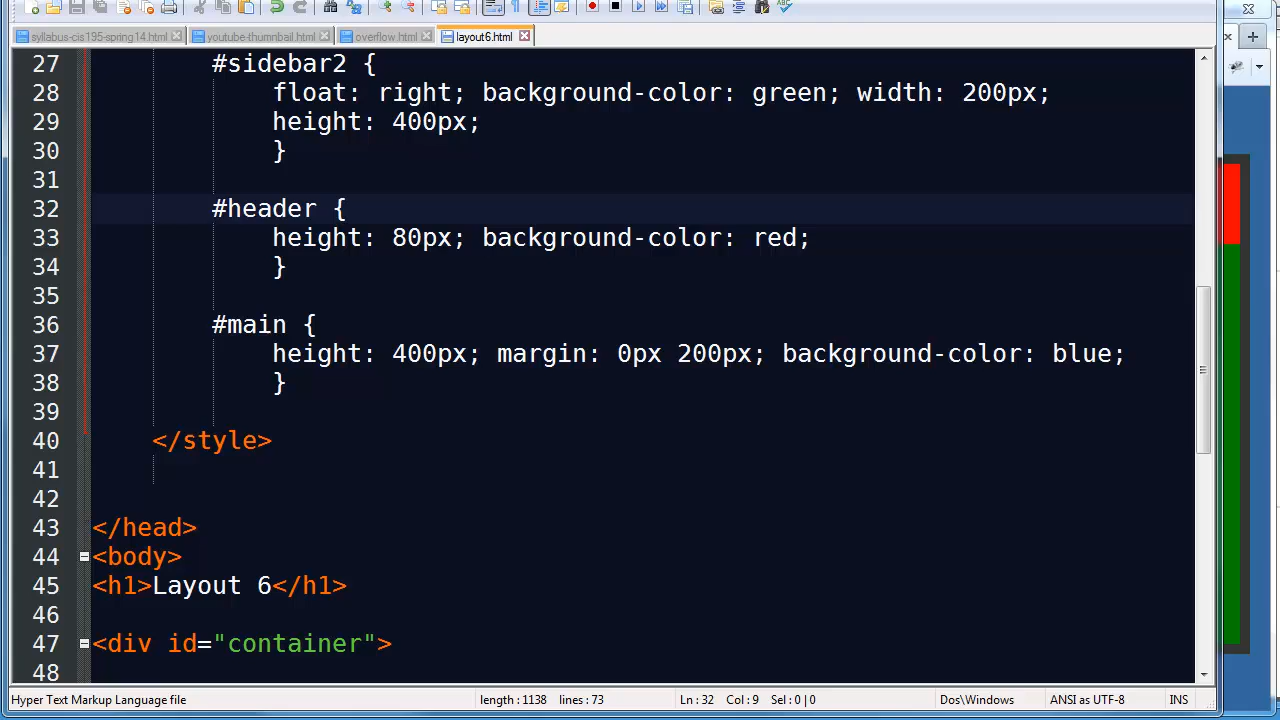 syllabus-cis195-spring14.html youtube-thumnbail.html overflow.html layout6.html
27 #sidebar2 {
28 float: right; background-color: green; width: 200px;
29 height: 400px;
30 }
31
32 #header {
33 height: 80px; background-color: red;
34 }
35
36 #main {
37 height: 400px; margin: 0px 200px; background-color: blue;
38 }
39
40 </style>
41
42
43 </head>
44 <body>
45 <h1>Layout 6</h1>
46
47 <div id="container">
48
Hyper Text Markup Language file length : 1138 lines : 73 Ln : 32 Col : 9 Sel : 0 | 0 Dos\Windows ANSI as UTF-8 INS